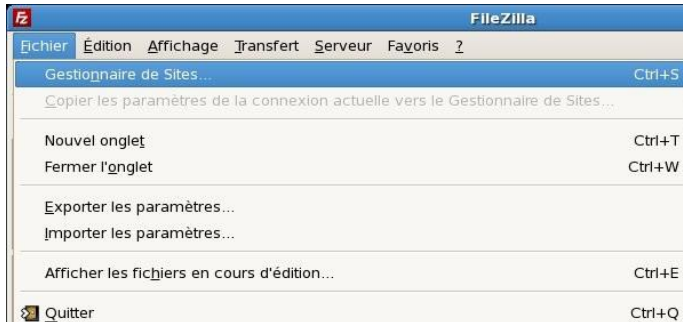 FileZilla
Fichier Édition Affichage Transfert Serveur Favoris ?
Gestionnaire de Sites... Ctrl+S
Copier les paramètres de la connexion actuelle vers le Gestionnaire de Sites...
Nouvel onglet Ctrl+T
Fermer l'onglet Ctrl+W
Exporter les paramètres...
Importer les paramètres...
Afficher les fichiers en cours d'édition... Ctrl+E
Quitter Ctrl+Q